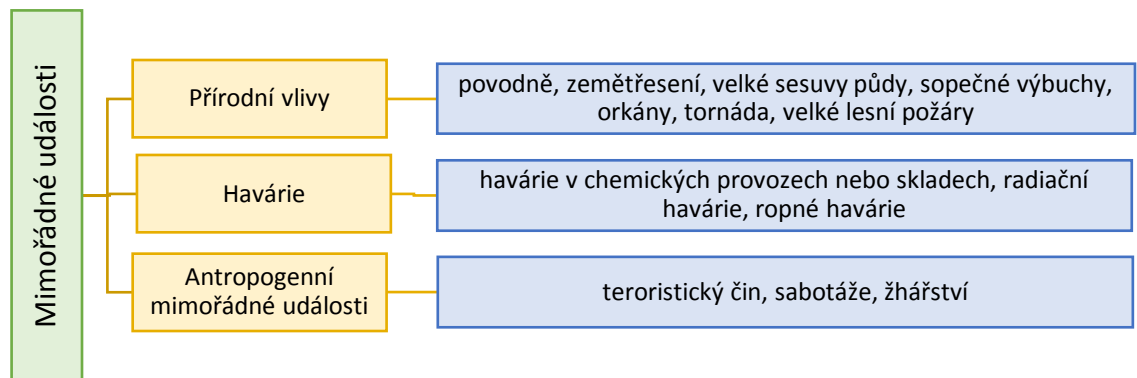 Mimořádné události
Přírodní vlivy
povodně, zemětřesení, velké sesuvy půdy, sopečné výbuchy,
orkány, tornáda, velké lesní požáry
Havárie
havárie v chemických provozech nebo skladech, radiační
havárie, ropné havárie
Antropogenní
mimořádné události
teroristický čin, sabotáže, žhářství